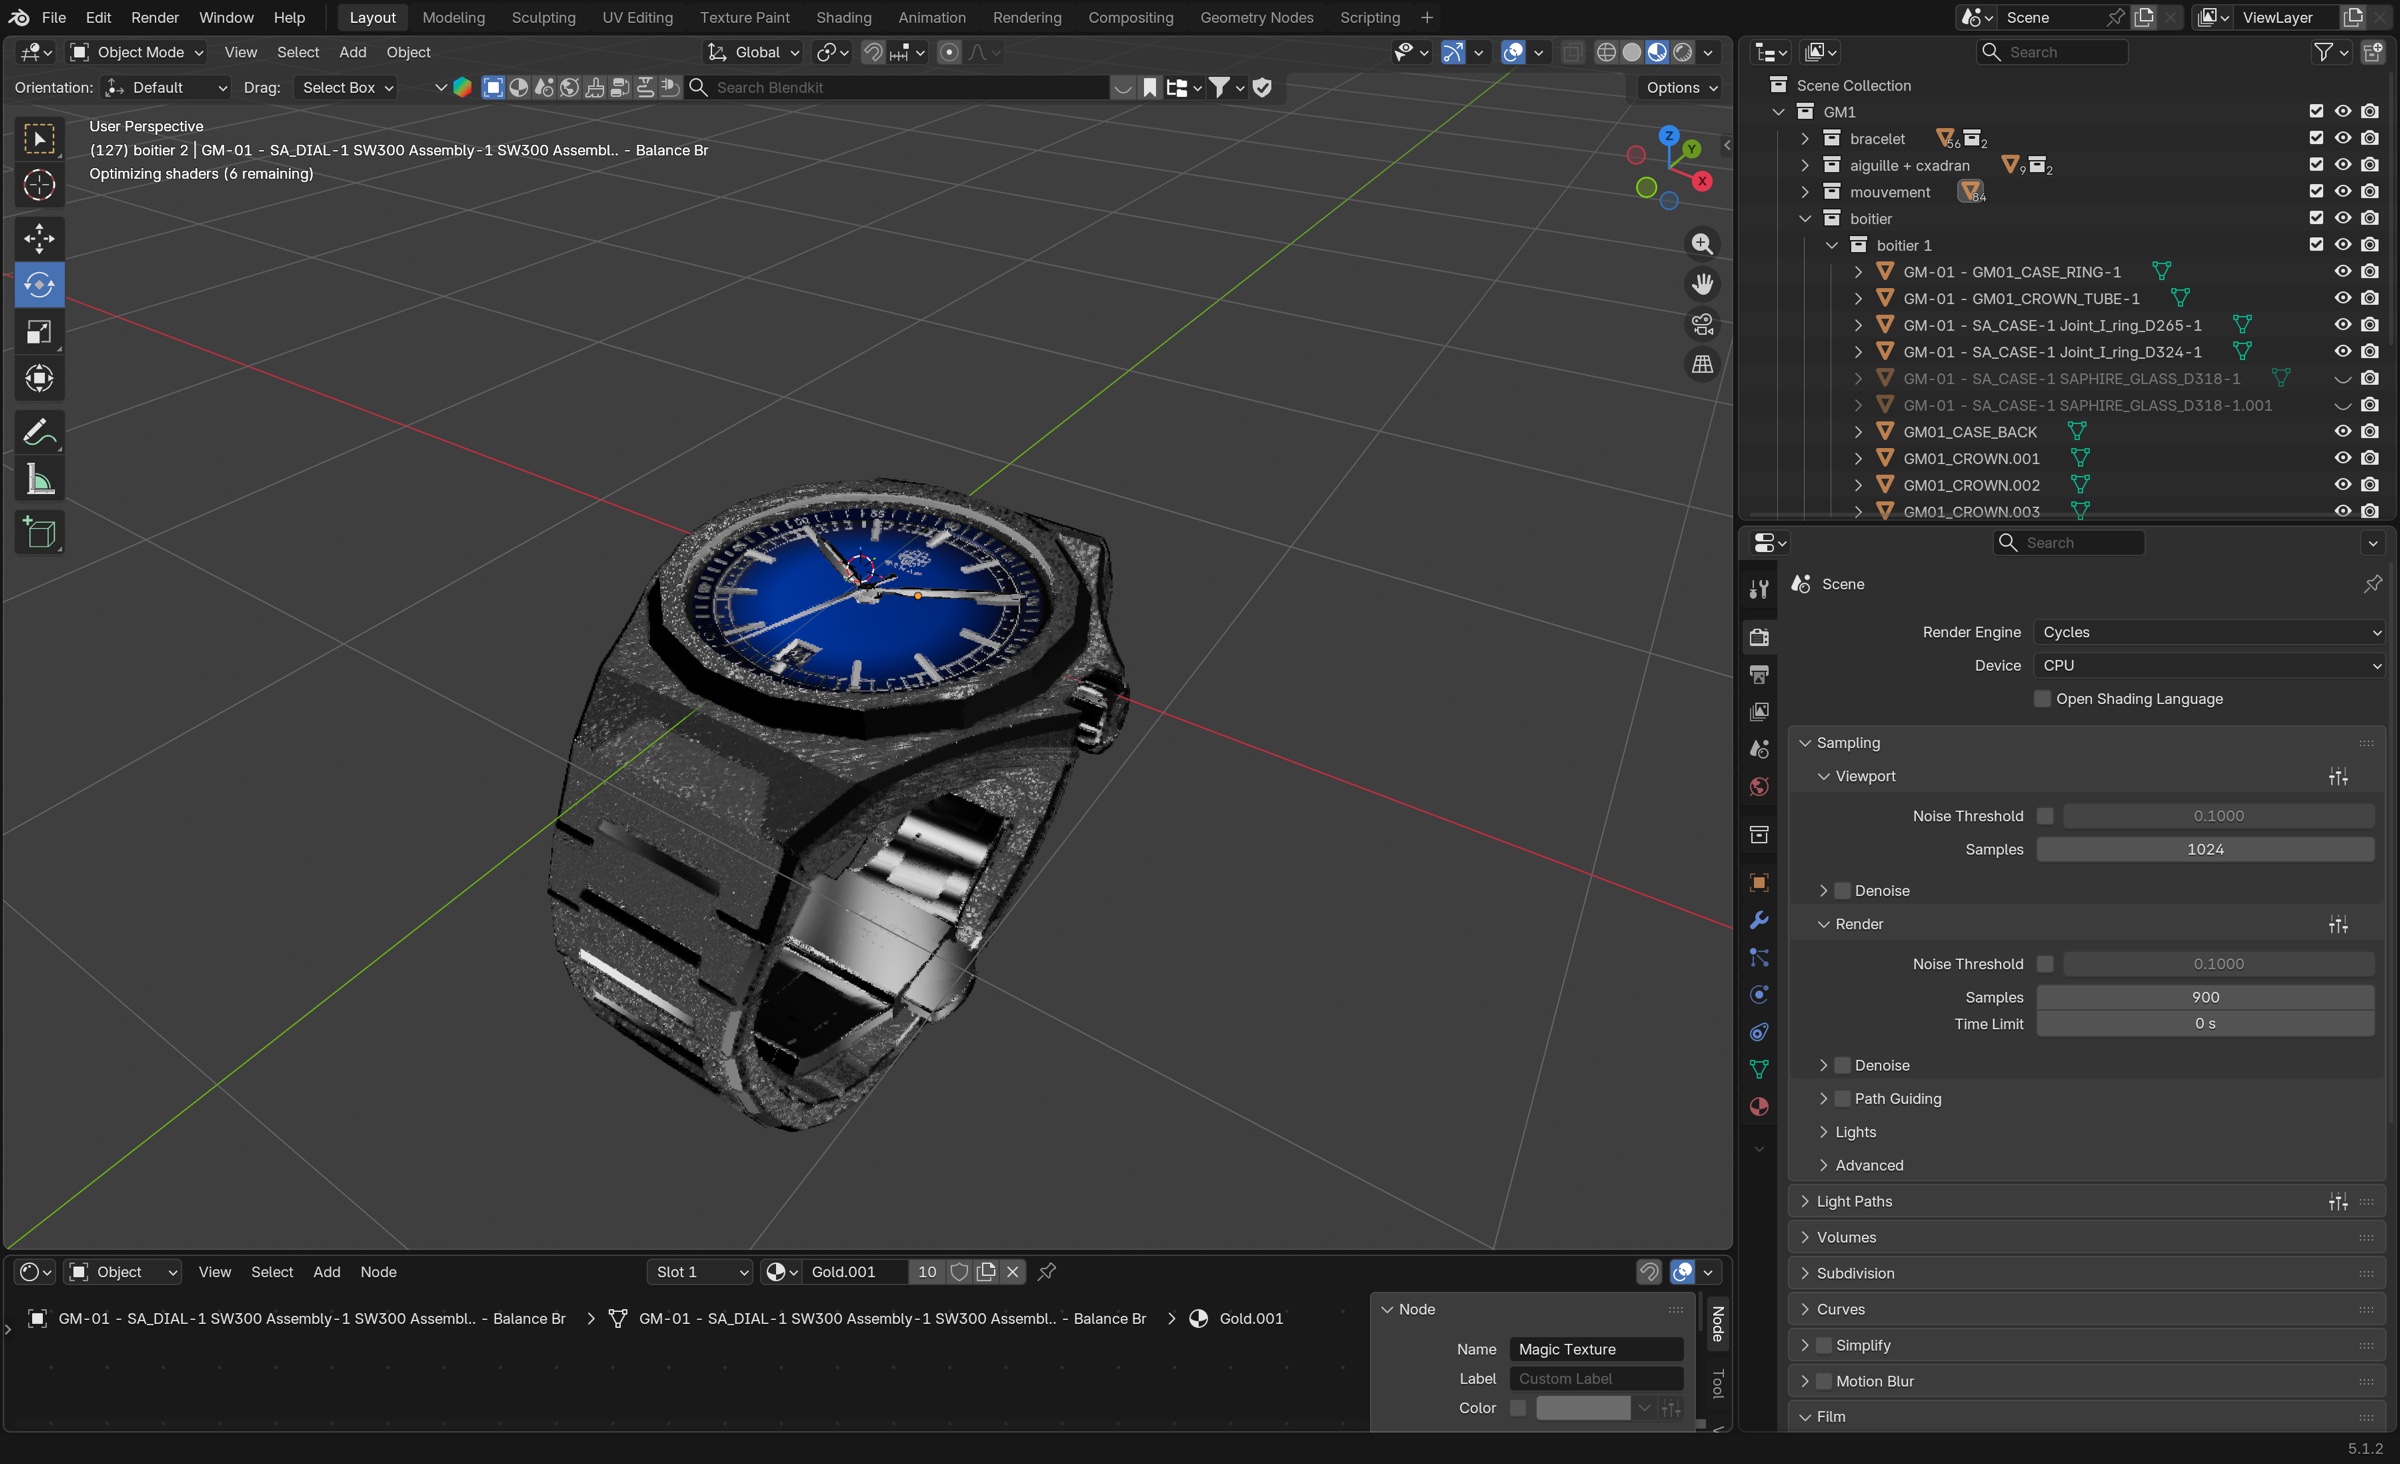 File Edit Render Window Help Layout Modeling Sculpting UV Editing Texture Paint Shading Animation Rendering Compositing Geometry Nodes Scripting Scene ViewLayer
Object Mode View Select Add Object Global Search
Orientation: Default Drag: Select Box Search Blendkit Options
User Perspective
(127) boitier 2 | GM-01 - SA_DIAL-1 SW300 Assembly-1 SW300 Assembl.. - Balance Br
Optimizing shaders (6 remaining)
Z
Y
X
Scene Collection
GM1
bracelet 56 2
aiguille + cxadran 9 2
mouvement 84
boitier
boitier 1
GM-01 - GM01_CASE_RING-1
GM-01 - GM01_CROWN_TUBE-1
GM-01 - SA_CASE-1 Joint_I_ring_D265-1
GM-01 - SA_CASE-1 Joint_I_ring_D324-1
GM-01 - SA_CASE-1 SAPHIRE_GLASS_D318-1
GM-01 - SA_CASE-1 SAPHIRE_GLASS_D318-1.001
GM01_CASE_BACK
GM01_CROWN.001
GM01_CROWN.002
GM01_CROWN.003
Search
Scene
Render Engine Cycles
Device CPU
Open Shading Language
Sampling
Viewport
Noise Threshold 0.1000
Samples 1024
Denoise
Render
Noise Threshold 0.1000
Samples 900
Time Limit 0 s
Denoise
Path Guiding
Lights
Advanced
Light Paths
Volumes
Subdivision
Curves
Simplify
Motion Blur
Film
Object View Select Add Node Slot 1 Gold.001 10
GM-01 - SA_DIAL-1 SW300 Assembly-1 SW300 Assembl.. - Balance Br GM-01 - SA_DIAL-1 SW300 Assembly-1 SW300 Assembl.. - Balance Br Gold.001
Node
Name Magic Texture
Label Custom Label
Color
Node
Tool
5.1.2